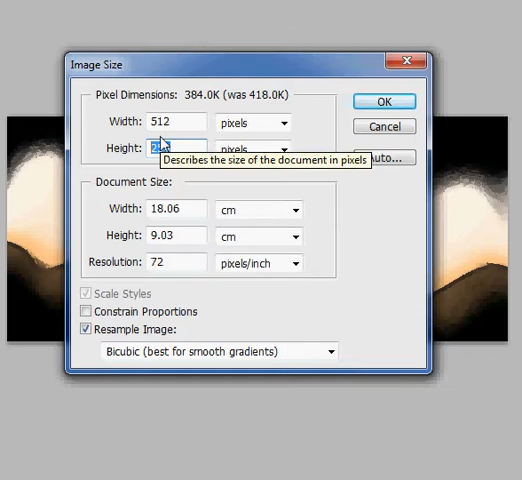 Image Size
Pixel Dimensions: 384.0K (was 418.0K)
OK
Width: 512 pixels
Cancel
Height: pixels
Describes the size of the document in pixels
Auto...
Document Size:
Width: 18.06 cm
Height: 9.03 cm
Resolution: 72 pixels/inch
Scale Styles
Constrain Proportions
Resample Image:
Bicubic (best for smooth gradients)